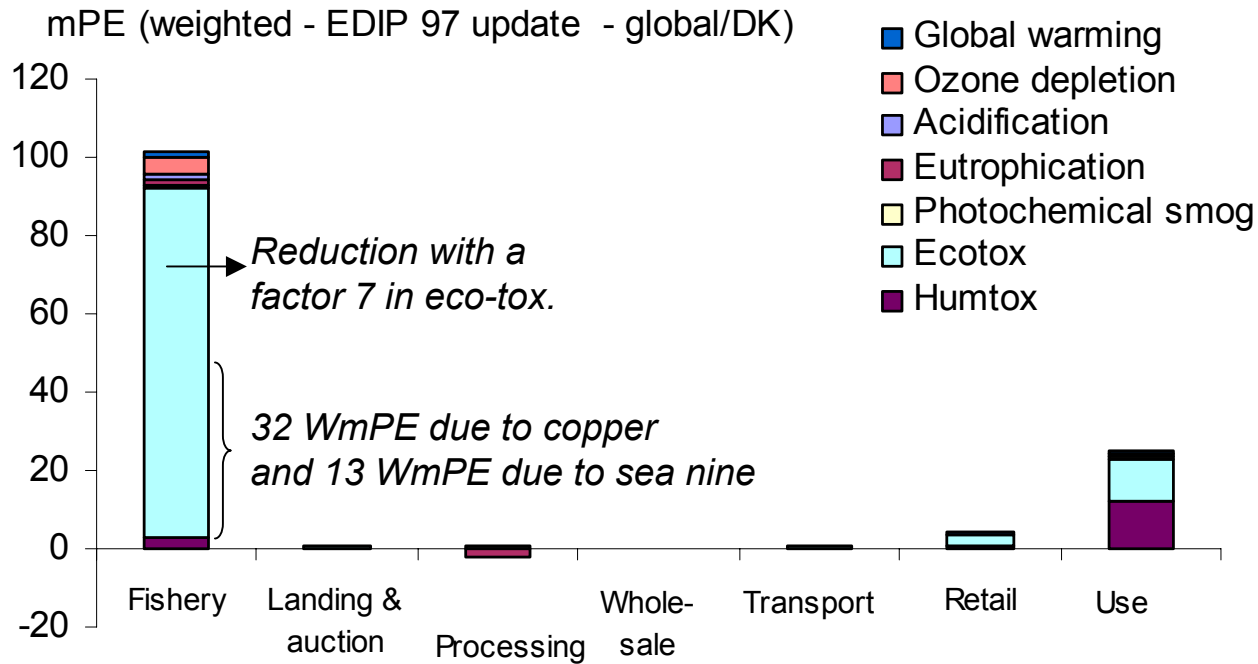 mPE (weighted - EDIP 97 update - global/DK)
Global warming
Ozone depletion
Acidification
Eutrophication
Photochemical smog
Ecotox
Humtox
120
100
80
60
40
20
0
-20
Reduction with a
factor 7 in eco-tox.
32 WmPE due to copper
and 13 WmPE due to sea nine
Fishery
Landing &
auction
Processing
Whole-
sale
Transport
Retail
Use